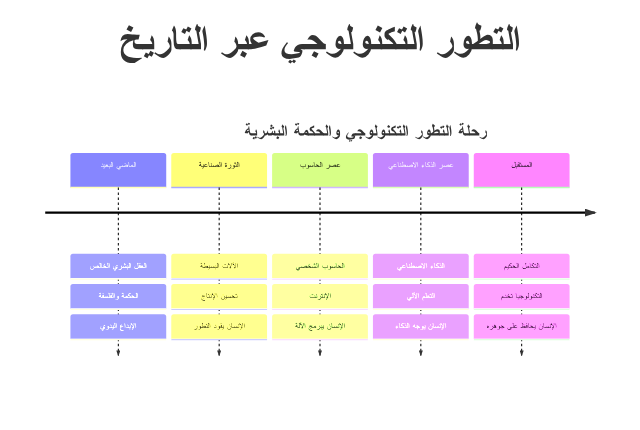 التطور التكنولوجي عبر التاريخ
رحلة التطور التكنولوجي والحكمة البشرية
الماضي البعيد
الثورة الصناعية
عصر الحاسوب
عصر الذكاء الاصطناعي
المستقبل
العقل البشري الخالص
الآلات البسيطة
الحاسوب الشخصي
الذكاء الاصطناعي
التكامل الحكيم
الحكمة والفلسفة
تحسين الإنتاج
الإنترنت
التعلم الآلي
التكنولوجيا تخدم
الإبداع اليدوي
الإنسان يقود التطور
الإنسان يبرمج الآلة
الإنسان يوجه الذكاء
الإنسان يحافظ على جوهره